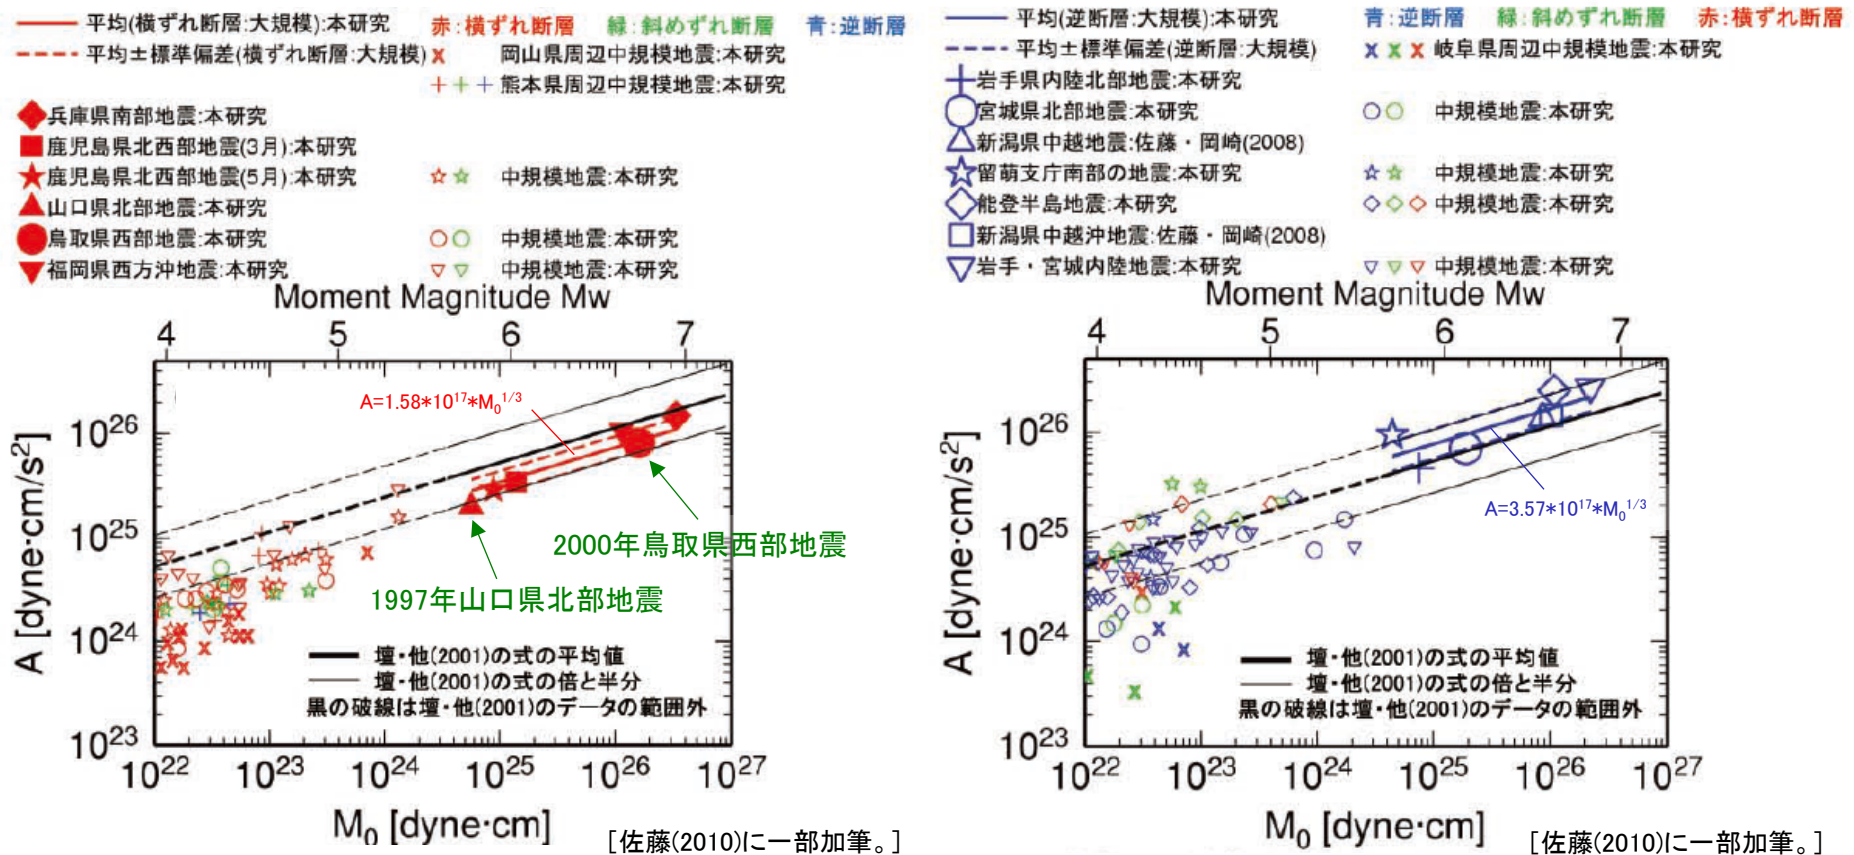 平均(横ずれ断層:大規模):本研究 赤:横ずれ断層 緑:斜めずれ断層 青:逆断層
平均±標準偏差(横ずれ断層:大規模) 岡山県周辺中規模地震:本研究
熊本県周辺中規模地震:本研究
兵庫県南部地震:本研究
鹿児島県北西部地震(3月):本研究
鹿児島県北西部地震(5月):本研究 中規模地震:本研究
山口県北部地震:本研究
鳥取県西部地震:本研究 中規模地震:本研究
福岡県西方沖地震:本研究 中規模地震:本研究
Moment Magnitude Mw
4 5 6 7
A=1.58*10^17*M0^1/3
10^26
10^25
10^24
10^23
A [dyne·cm/s²]
2000年鳥取県西部地震
1997年山口県北部地震
壇・他(2001)の式の平均値
壇・他(2001)の式の倍と半分
黒の破線は壇・他(2001)のデータの範囲外
10^22 10^23 10^24 10^25 10^26 10^27
M0 [dyne·cm]
[佐藤(2010)に一部加筆。]
平均(逆断層:大規模):本研究 青:逆断層 緑:斜めずれ断層 赤:横ずれ断層
平均±標準偏差(逆断層:大規模) 岐阜県周辺中規模地震:本研究
岩手県内陸北部地震:本研究
宮城県北部地震:本研究 中規模地震:本研究
新潟県中越地震:佐藤・岡崎(2008)
留萌支庁南部の地震:本研究 中規模地震:本研究
能登半島地震:本研究 中規模地震:本研究
新潟県中越沖地震:佐藤・岡崎(2008)
岩手・宮城内陸地震:本研究 中規模地震:本研究
Moment Magnitude Mw
4 5 6 7
10^26
10^25
10^24
10^23
A [dyne·cm/s²]
A=3.57*10^17*M0^1/3
壇・他(2001)の式の平均値
壇・他(2001)の式の倍と半分
黒の破線は壇・他(2001)のデータの範囲外
10^22 10^23 10^24 10^25 10^26 10^27
M0 [dyne·cm]
[佐藤(2010)に一部加筆。]